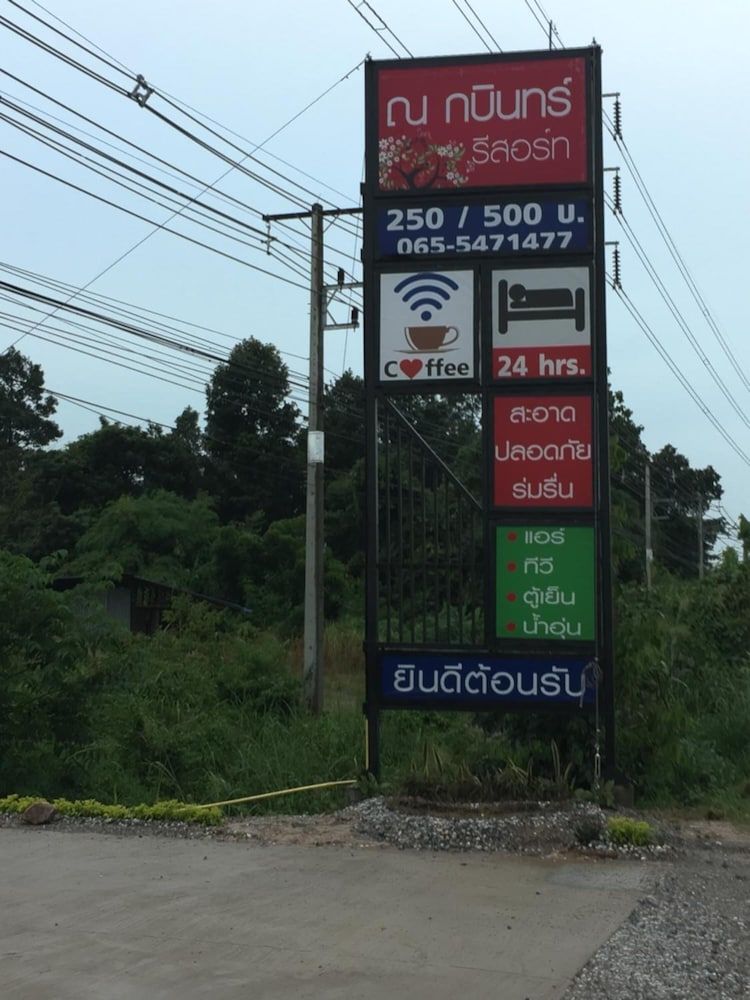 ณ กบินทร์
รีสอร์ท
250 / 500 บ.
065-5471477
C♥ffee
24 hrs.
สะอาด
ปลอดภัย
ร่มรื่น
• แอร์
• ทีวี
• ตู้เย็น
• น้ำอุ่น
ยินดีต้อนรับ